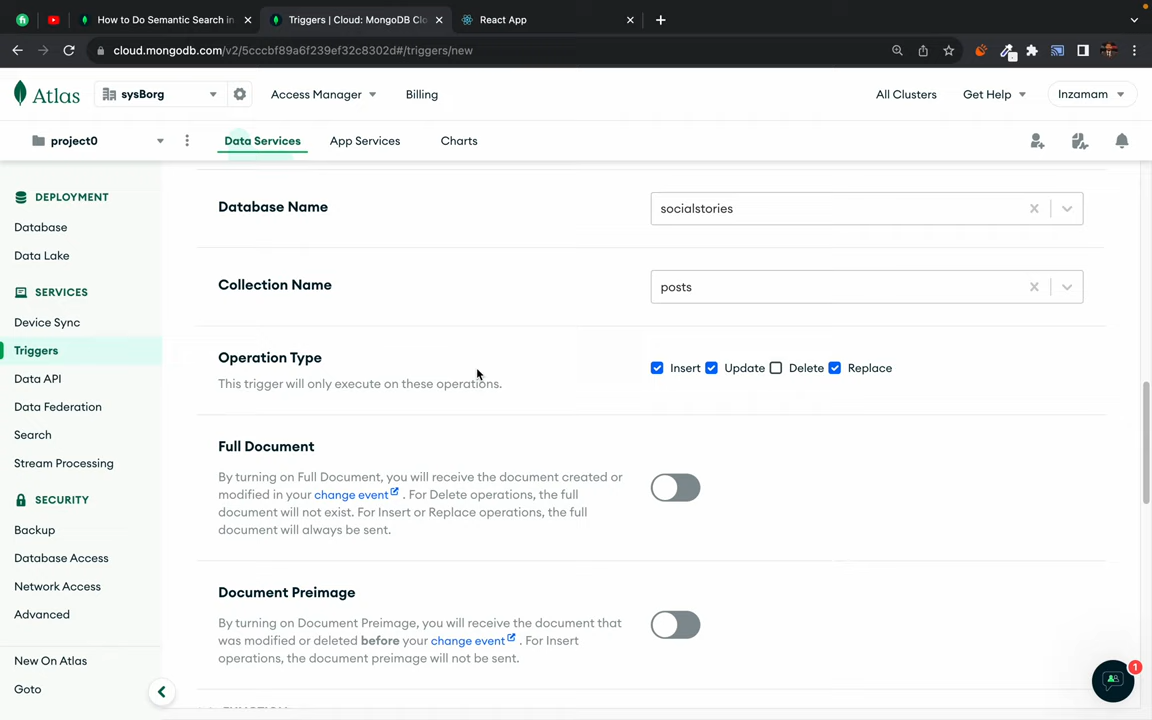 How to Do Semantic Search in
Triggers | Cloud: MongoDB Clo
React App
cloud.mongodb.com/v2/5cccbf89a6f239ef32c8302d#/triggers/new
Atlas
sysBorg
Access Manager
Billing
All Clusters
Get Help
Inzamam
project0
Data Services
App Services
Charts
DEPLOYMENT
Database
Data Lake
SERVICES
Device Sync
Triggers
Data API
Data Federation
Search
Stream Processing
SECURITY
Backup
Database Access
Network Access
Advanced
New On Atlas
Goto
Database Name
socialstories
Collection Name
posts
Operation Type
This trigger will only execute on these operations.
Insert Update Delete Replace
Full Document
By turning on Full Document, you will receive the document created or
modified in your change event . For Delete operations, the full
document will not exist. For Insert or Replace operations, the full
document will always be sent.
Document Preimage
By turning on Document Preimage, you will receive the document that
was modified or deleted before your change event . For Insert
operations, the document preimage will not be sent.
FUNCTION
1